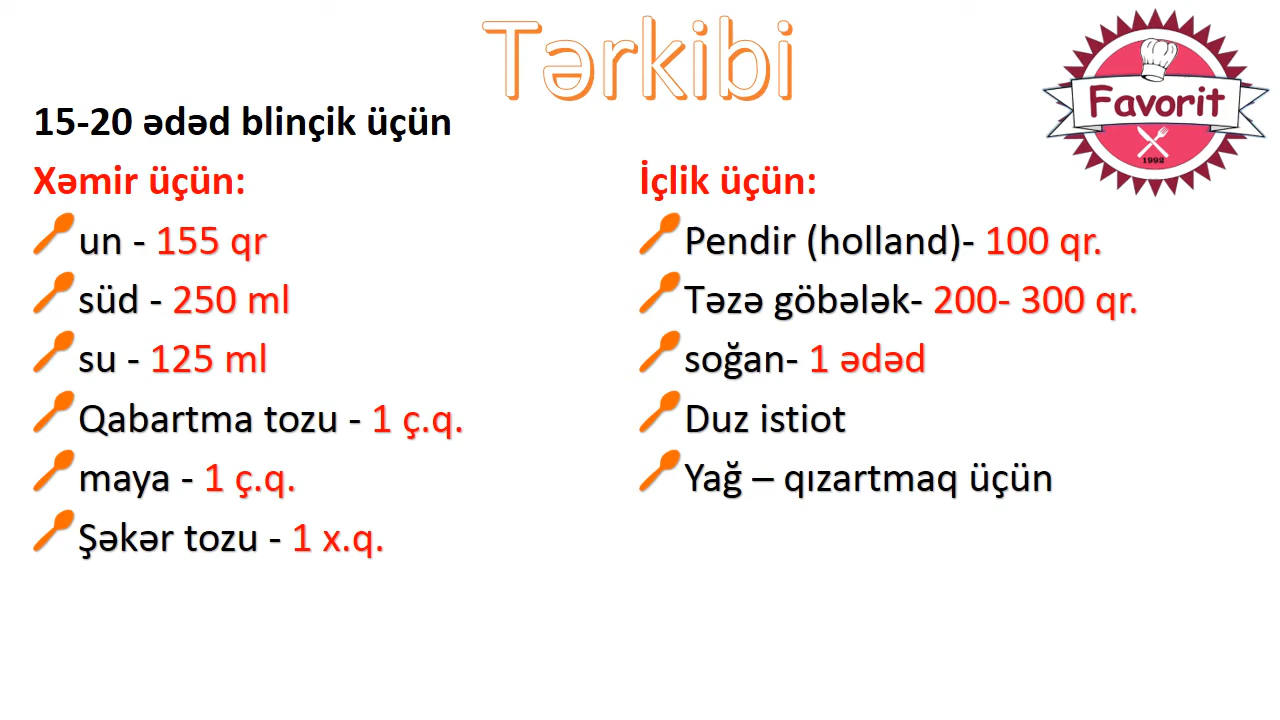 Tərkibi
Favorit
1992
15-20 ədəd blinçik üçün
Xəmir üçün:
un - 155 qr
süd - 250 ml
su - 125 ml
Qabartma tozu - 1 ç.q.
maya - 1 ç.q.
Şəkər tozu - 1 x.q.
İçlik üçün:
Pendir (holland)- 100 qr.
Təzə göbələk- 200- 300 qr.
soğan- 1 ədəd
Duz istiot
Yağ – qızartmaq üçün